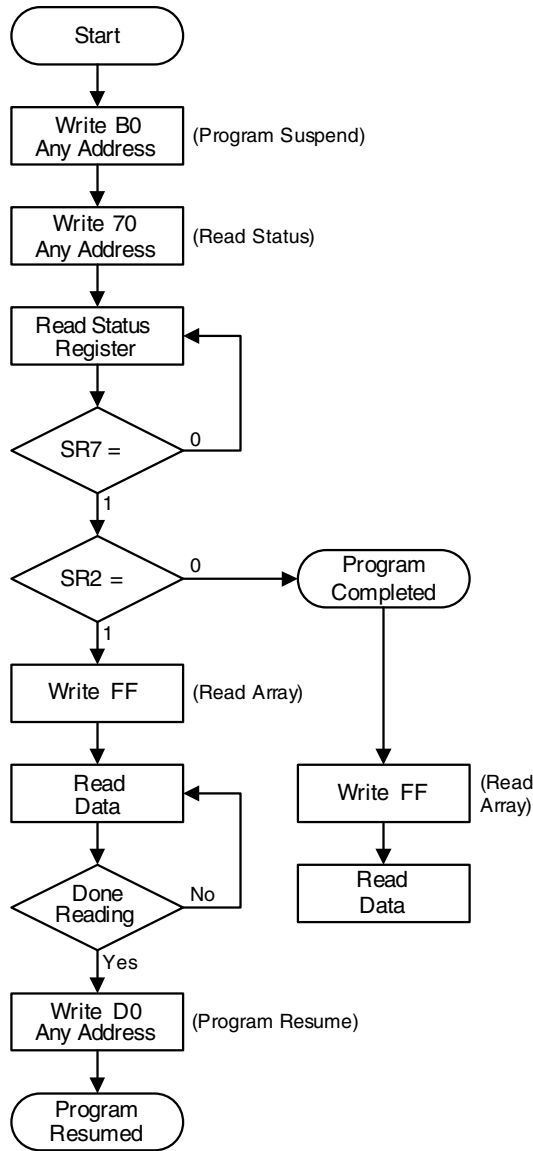 Start
Write B0
Any Address
(Program Suspend)
Write 70
Any Address
(Read Status)
Read Status
Register
SR7 =
0
1
SR2 =
0
1
Program
Completed
Write FF
(Read Array)
Read
Data
Write FF
(Read
Array)
Done
Reading
No
Yes
Read
Data
Write D0
Any Address
(Program Resume)
Program
Resumed